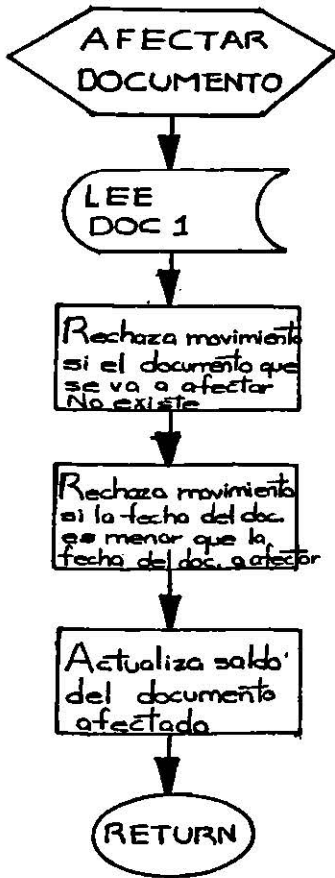 AFECTAR
DOCUMENTO
LEE
DOC 1
Rechaza movimiento
si el documento que
se va a afectar
No existe
Rechaza movimiento
si la fecha del doc.
es menor que la
fecha del doc. a afectar
Actualiza saldo
del documento
afectado
RETURN